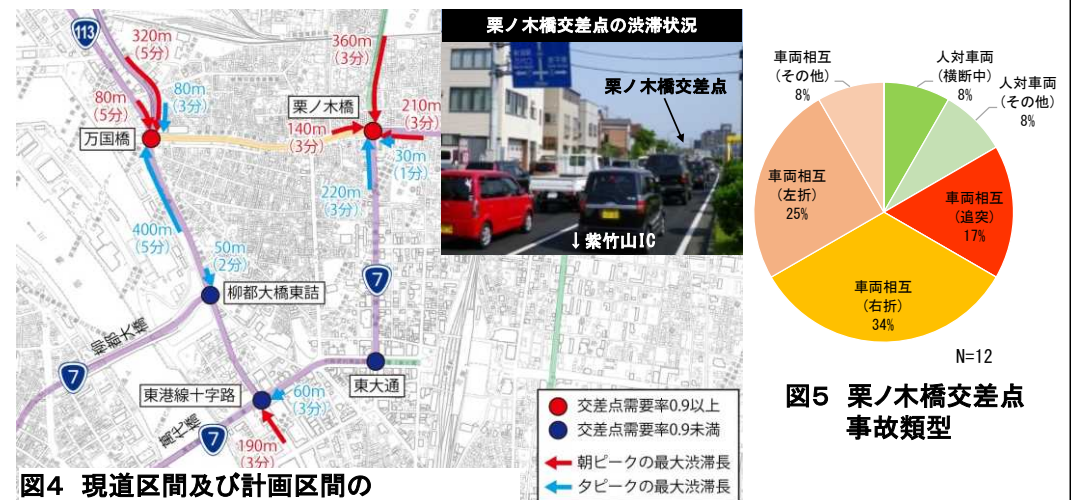 113
320m
(5分)
80m
(5分)
80m
(3分)
万国橋
400m
(5分)
50m
(2分)
柳都大橋東詰
柳都大橋
7
東港線十字路
萬代橋
7
190m
(3分)
60m
(3分)
東大通
7
360m
(3分)
栗ノ木橋
140m
(3分)
210m
(3分)
30m
(1分)
220m
(3分)
栗ノ木橋交差点の渋滞状況
栗ノ木橋交差点
↓紫竹山IC
交差点需要率0.9以上
交差点需要率0.9未満
朝ピークの最大渋滞長
夕ピークの最大渋滞長
図4 現道区間及び計画区間の
車両相互
(その他)
8%
人対車両
(横断中)
8%
人対車両
(その他)
8%
車両相互
(追突)
17%
車両相互
(右折)
34%
車両相互
(左折)
25%
N=12
図5 栗ノ木橋交差点
事故類型